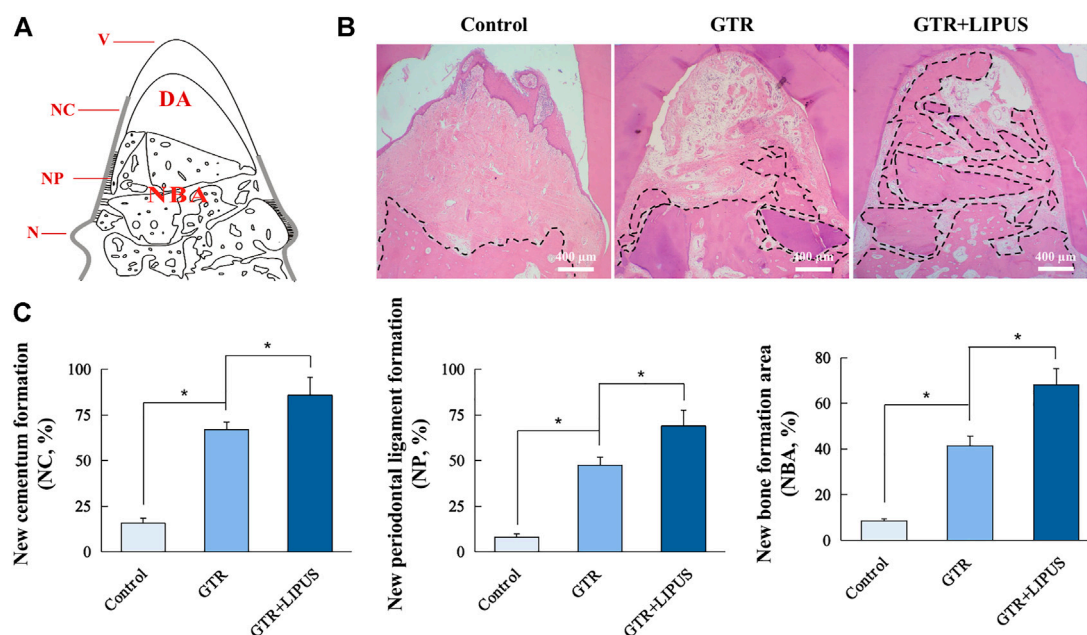 A
V
NC
DA
NP
NBA
N
B
Control
GTR
GTR+LIPUS
400 µm
400 µm
400 µm
C
New cementum formation
(NC, %)
100
75
50
25
0
*
*
Control
GTR
GTR+LIPUS
New periodontal ligament formation
(NP, %)
100
75
50
25
0
*
*
Control
GTR
GTR+LIPUS
New bone formation area
(NBA, %)
80
60
40
20
0
*
*
Control
GTR
GTR+LIPUS